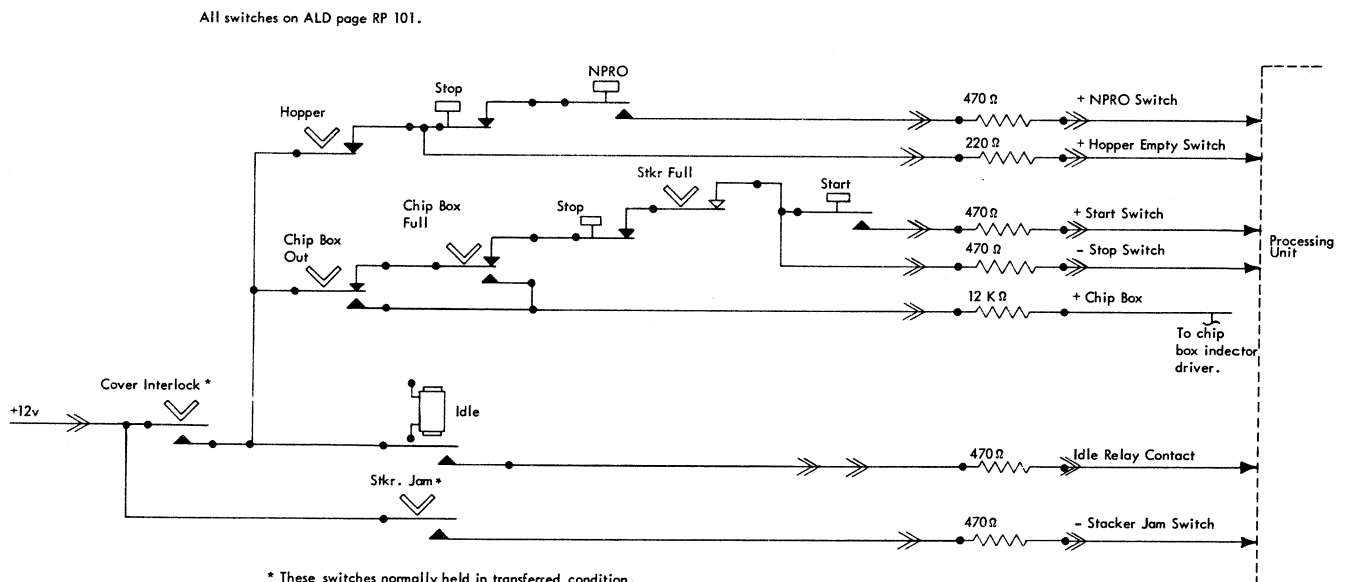 All switches on ALD page RP 101.
NPRO
Stop
Hopper
470 Ω
+ NPRO Switch
220 Ω
+ Hopper Empty Switch
Stkr Full
Start
Chip Box
Full
Stop
470 Ω
+ Start Switch
Chip Box
Out
470 Ω
- Stop Switch
Processing
Unit
12 K Ω
+ Chip Box
To chip
box indector
driver.
Cover Interlock *
+12v
Idle
470 Ω
Idle Relay Contact
Stkr. Jam *
470 Ω
- Stacker Jam Switch
* These switches normally held in transferred condition.